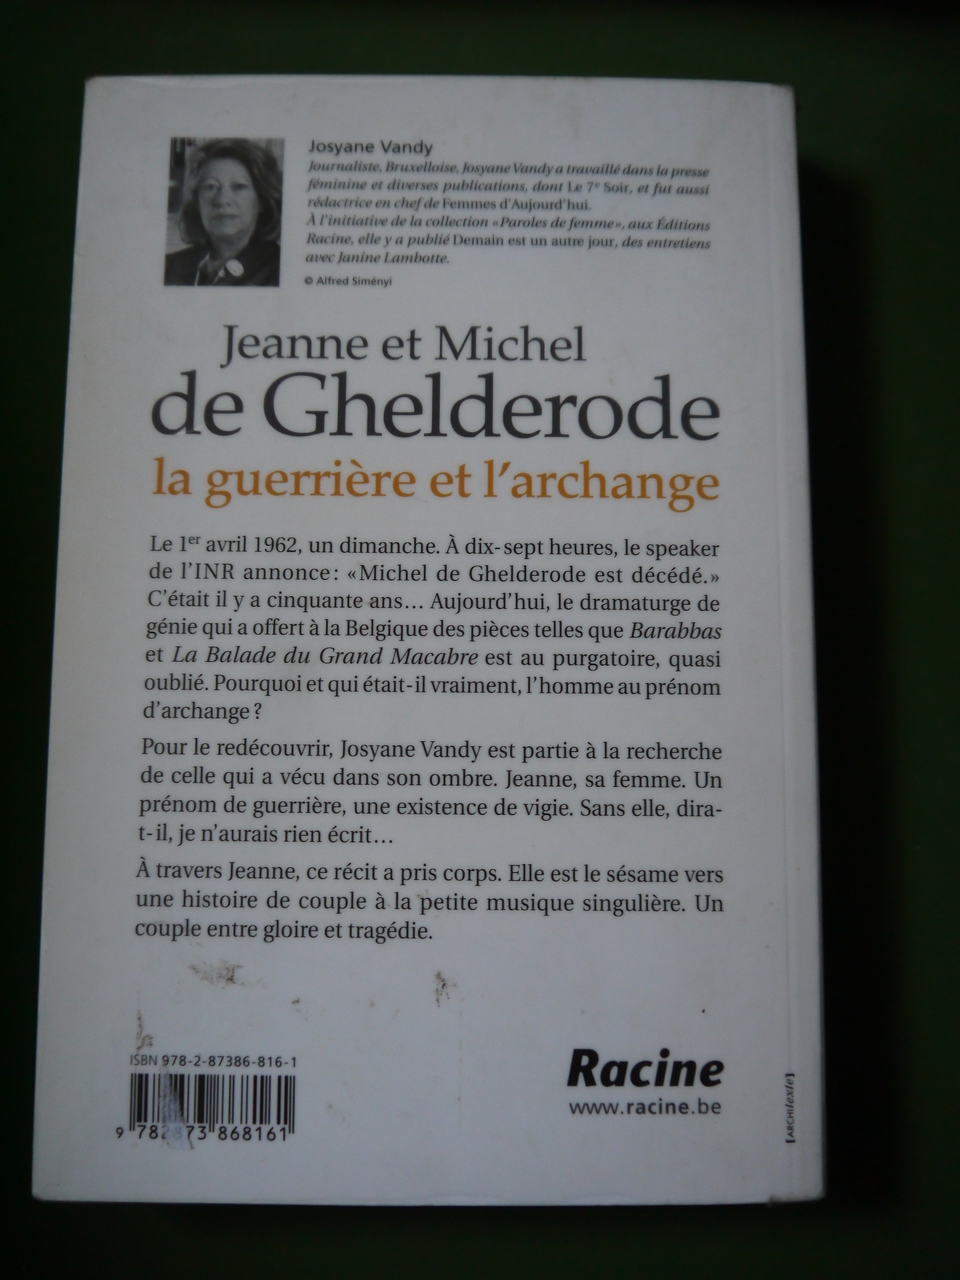 Josyane Vandy
Journaliste, Bruxelloise, Josyane Vandy a travaillé dans la presse
féminine et diverses publications, dont Le 7e Soir, et fut aussi
rédactrice en chef de Femmes d'Aujourd'hui.
À l'initiative de la collection «Paroles de femme», aux Éditions
Racine, elle y a publié Demain est un autre jour, des entretiens
avec Janine Lambotte.
© Alfred Siményi
Jeanne et Michel
de Ghelderode
la guerrière et l'archange
Le 1er avril 1962, un dimanche. À dix-sept heures, le speaker
de l'INR annonce: «Michel de Ghelderode est décédé.»
C'était il y a cinquante ans… Aujourd'hui, le dramaturge de
génie qui a offert à la Belgique des pièces telles que Barabbas
et La Balade du Grand Macabre est au purgatoire, quasi
oublié. Pourquoi et qui était-il vraiment, l'homme au prénom
d'archange?
Pour le redécouvrir, Josyane Vandy est partie à la recherche
de celle qui a vécu dans son ombre. Jeanne, sa femme. Un
prénom de guerrière, une existence de vigie. Sans elle, dira-
t-il, je n'aurais rien écrit…
À travers Jeanne, ce récit a pris corps. Elle est le sésame vers
une histoire de couple à la petite musique singulière. Un
couple entre gloire et tragédie.
ISBN 978-2-87386-816-1
9 782873 868161
Racine
www.racine.be
[ARCHItexte]